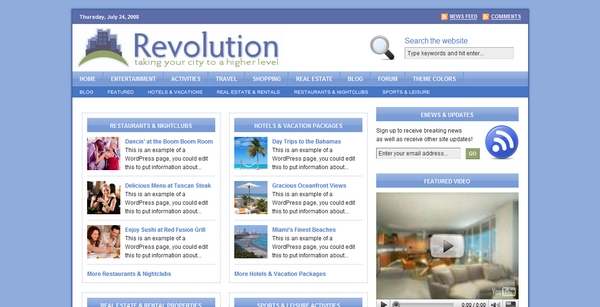 Thursday, July 24, 2008
NEWS FEED
COMMENTS
Revolution
taking your city to a higher level
Search the website
Type keywords and hit enter...
HOME ENTERTAINMENT ACTIVITIES TRAVEL SHOPPING REAL ESTATE BLOG FORUM THEME COLORS
BLOG FEATURED HOTELS & VACATIONS REAL ESTATE & RENTALS RESTAURANTS & NIGHTCLUBS SPORTS & LEISURE
RESTAURANTS & NIGHTCLUBS
Dancin' at the Boom Boom Room
This is an example of a
WordPress page, you could edit
this to put information about...
Delicious Menu at Tuscan Steak
This is an example of a
WordPress page, you could edit
this to put information about...
Enjoy Sushi at Red Fusion Grill
This is an example of a
WordPress page, you could edit
this to put information about...
More Restaurants & Nightclubs
HOTELS & VACATION PACKAGES
Day Trips to the Bahamas
This is an example of a
WordPress page, you could edit
this to put information about...
Gracious Oceanfront Views
This is an example of a
WordPress page, you could edit
this to put information about...
Miami's Finest Beaches
This is an example of a
WordPress page, you could edit
this to put information about...
More Hotels & Vacation Packages
ENEWS & UPDATES
Sign up to receive breaking news
as well as receive other site updates!
Enter your email address...
GO
FEATURED VIDEO
YouTube
0:00 / 0:00
REAL ESTATE & RENTAL PROPERTIES
SPORTS & LEISURE ACTIVITIES